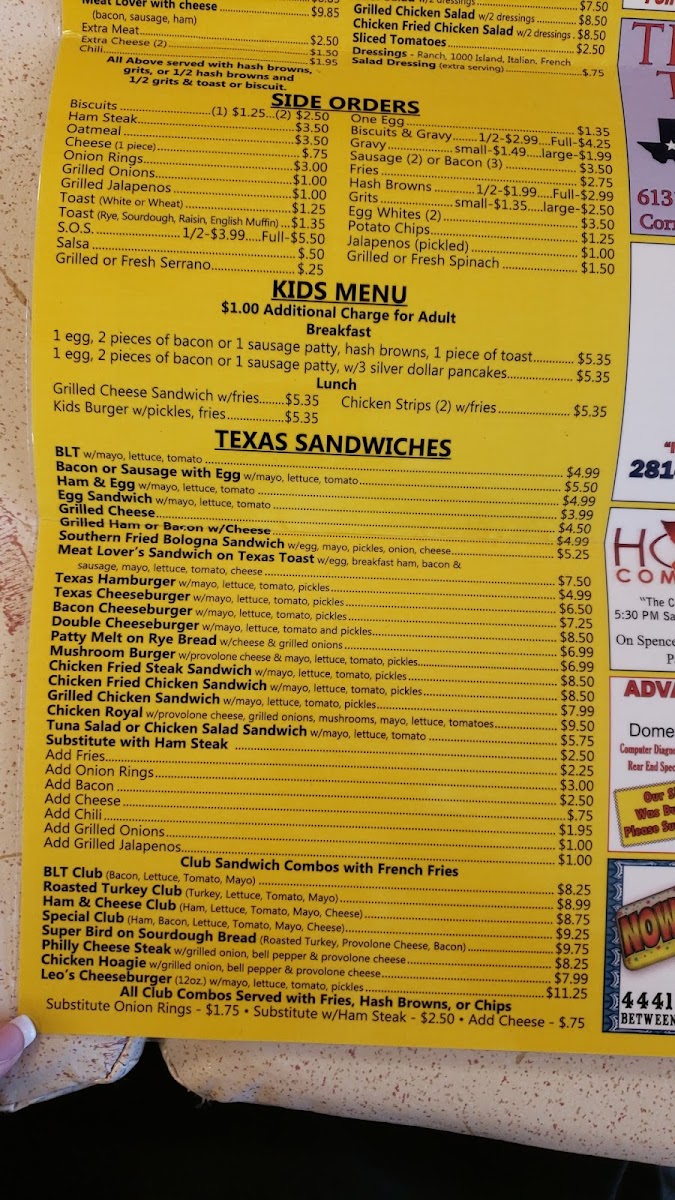 Meat Lover with cheese ........ $9.85
(bacon, sausage, ham)
Extra Meat........ $2.50
Extra Cheese (2) ........ $1.50
Chili........ $1.95
All Above served with hash browns,
grits, or 1/2 hash browns and
1/2 grits & toast or biscuit.
$7.50
Grilled Chicken Salad w/2 dressings ........ $8.50
Chicken Fried Chicken Salad w/2 dressings . $8.50
Sliced Tomatoes ........ $2.50
Dressings - Ranch, 1000 Island, Italian, French
Salad Dressing (extra serving)........ $.75
SIDE ORDERS
Biscuits ........(1) $1.25...(2) $2.50
Ham Steak........ $3.50
Oatmeal ........ $3.50
Cheese (1 piece)........ $.75
Onion Rings........ $3.00
Grilled Onions........ $1.00
Grilled Jalapenos ........ $1.00
Toast (White or Wheat) ........ $1.25
Toast (Rye, Sourdough, Raisin, English Muffin) ... $1.35
S.O.S. ........ 1/2-$3.99....Full-$5.50
Salsa ........ $.50
Grilled or Fresh Serrano........ $.25
One Egg ........ $1.35
Biscuits & Gravy ........1/2-$2.99....Full-$4.25
Gravy........ small-$1.49....large-$1.99
Sausage (2) or Bacon (3) ........ $3.50
Fries ........ $2.75
Hash Browns ........ 1/2-$1.99....Full-$2.99
Grits ........ small-$1.35....large-$2.50
Egg Whites (2)........ $3.50
Potato Chips........ $1.25
Jalapenos (pickled)........ $1.00
Grilled or Fresh Spinach ........ $1.50
KIDS MENU
$1.00 Additional Charge for Adult
Breakfast
1 egg, 2 pieces of bacon or 1 sausage patty, hash browns, 1 piece of toast........ $5.35
1 egg, 2 pieces of bacon or 1 sausage patty, w/3 silver dollar pancakes........ $5.35
Lunch
Grilled Cheese Sandwich w/fries........$5.35 Chicken Strips (2) w/fries........ $5.35
Kids Burger w/pickles, fries........$5.35
TEXAS SANDWICHES
BLT w/mayo, lettuce, tomato ........ $4.99
Bacon or Sausage with Egg w/mayo, lettuce, tomato........ $5.50
Ham & Egg w/mayo, lettuce, tomato ........ $4.99
Egg Sandwich w/mayo, lettuce, tomato ........ $3.99
Grilled Cheese........ $4.50
Grilled Ham or Bacon w/Cheese........ $4.99
Southern Fried Bologna Sandwich w/egg, mayo, pickles, onion, cheese........ $5.25
Meat Lover's Sandwich on Texas Toast w/egg, breakfast ham, bacon &
sausage, mayo, lettuce, tomato, cheese ........ $7.50
Texas Hamburger w/mayo, lettuce, tomato, pickles........ $4.99
Texas Cheeseburger w/mayo, lettuce, tomato, pickles........ $6.50
Bacon Cheeseburger w/mayo, lettuce, tomato, pickles........ $7.25
Double Cheeseburger w/mayo, lettuce, tomato and pickles........ $8.50
Patty Melt on Rye Bread w/cheese & grilled onions........ $6.99
Mushroom Burger w/provolone cheese & mayo, lettuce, tomato, pickles........ $6.99
Chicken Fried Steak Sandwich w/mayo, lettuce, tomato, pickles........ $8.50
Chicken Fried Chicken Sandwich w/mayo, lettuce, tomato, pickles........ $8.50
Grilled Chicken Sandwich w/mayo, lettuce, tomato, pickles........ $7.99
Chicken Royal w/provolone cheese, grilled onions, mushrooms, mayo, lettuce, tomatoes........ $9.50
Tuna Salad or Chicken Salad Sandwich w/mayo, lettuce, tomato ........ $5.75
Substitute with Ham Steak ........ $2.50
Add Fries........ $2.25
Add Onion Rings........ $3.00
Add Bacon ........ $2.50
Add Cheese ........ $.75
Add Chili ........ $1.95
Add Grilled Onions........ $1.00
Add Grilled Jalapenos........ $1.00
Club Sandwich Combos with French Fries
BLT Club (Bacon, Lettuce, Tomato, Mayo) ........ $8.25
Roasted Turkey Club (Turkey, Lettuce, Tomato, Mayo)........ $8.99
Ham & Cheese Club (Ham, Lettuce, Tomato, Mayo, Cheese)........ $8.75
Special Club (Ham, Bacon, Lettuce, Tomato, Mayo, Cheese)........ $9.25
Super Bird on Sourdough Bread (Roasted Turkey, Provolone Cheese, Bacon)........ $9.75
Philly Cheese Steak w/grilled onion, bell pepper & provolone cheese........ $8.25
Chicken Hoagie w/grilled onion, bell pepper & provolone cheese........ $7.99
Leo's Cheeseburger (12oz.) w/mayo, lettuce, tomato, pickles ........ $11.25
All Club Combos Served with Fries, Hash Browns, or Chips
Substitute Onion Rings - $1.75 • Substitute w/Ham Steak - $2.50 • Add Cheese - $.75
613
281
COM
"The C
5:30 PM Sa
On Spence
ADVA
Dome
Computer Diagn
Rear End Spec
Our S
Was B
Please Su
NOW
4441
BETWEEN